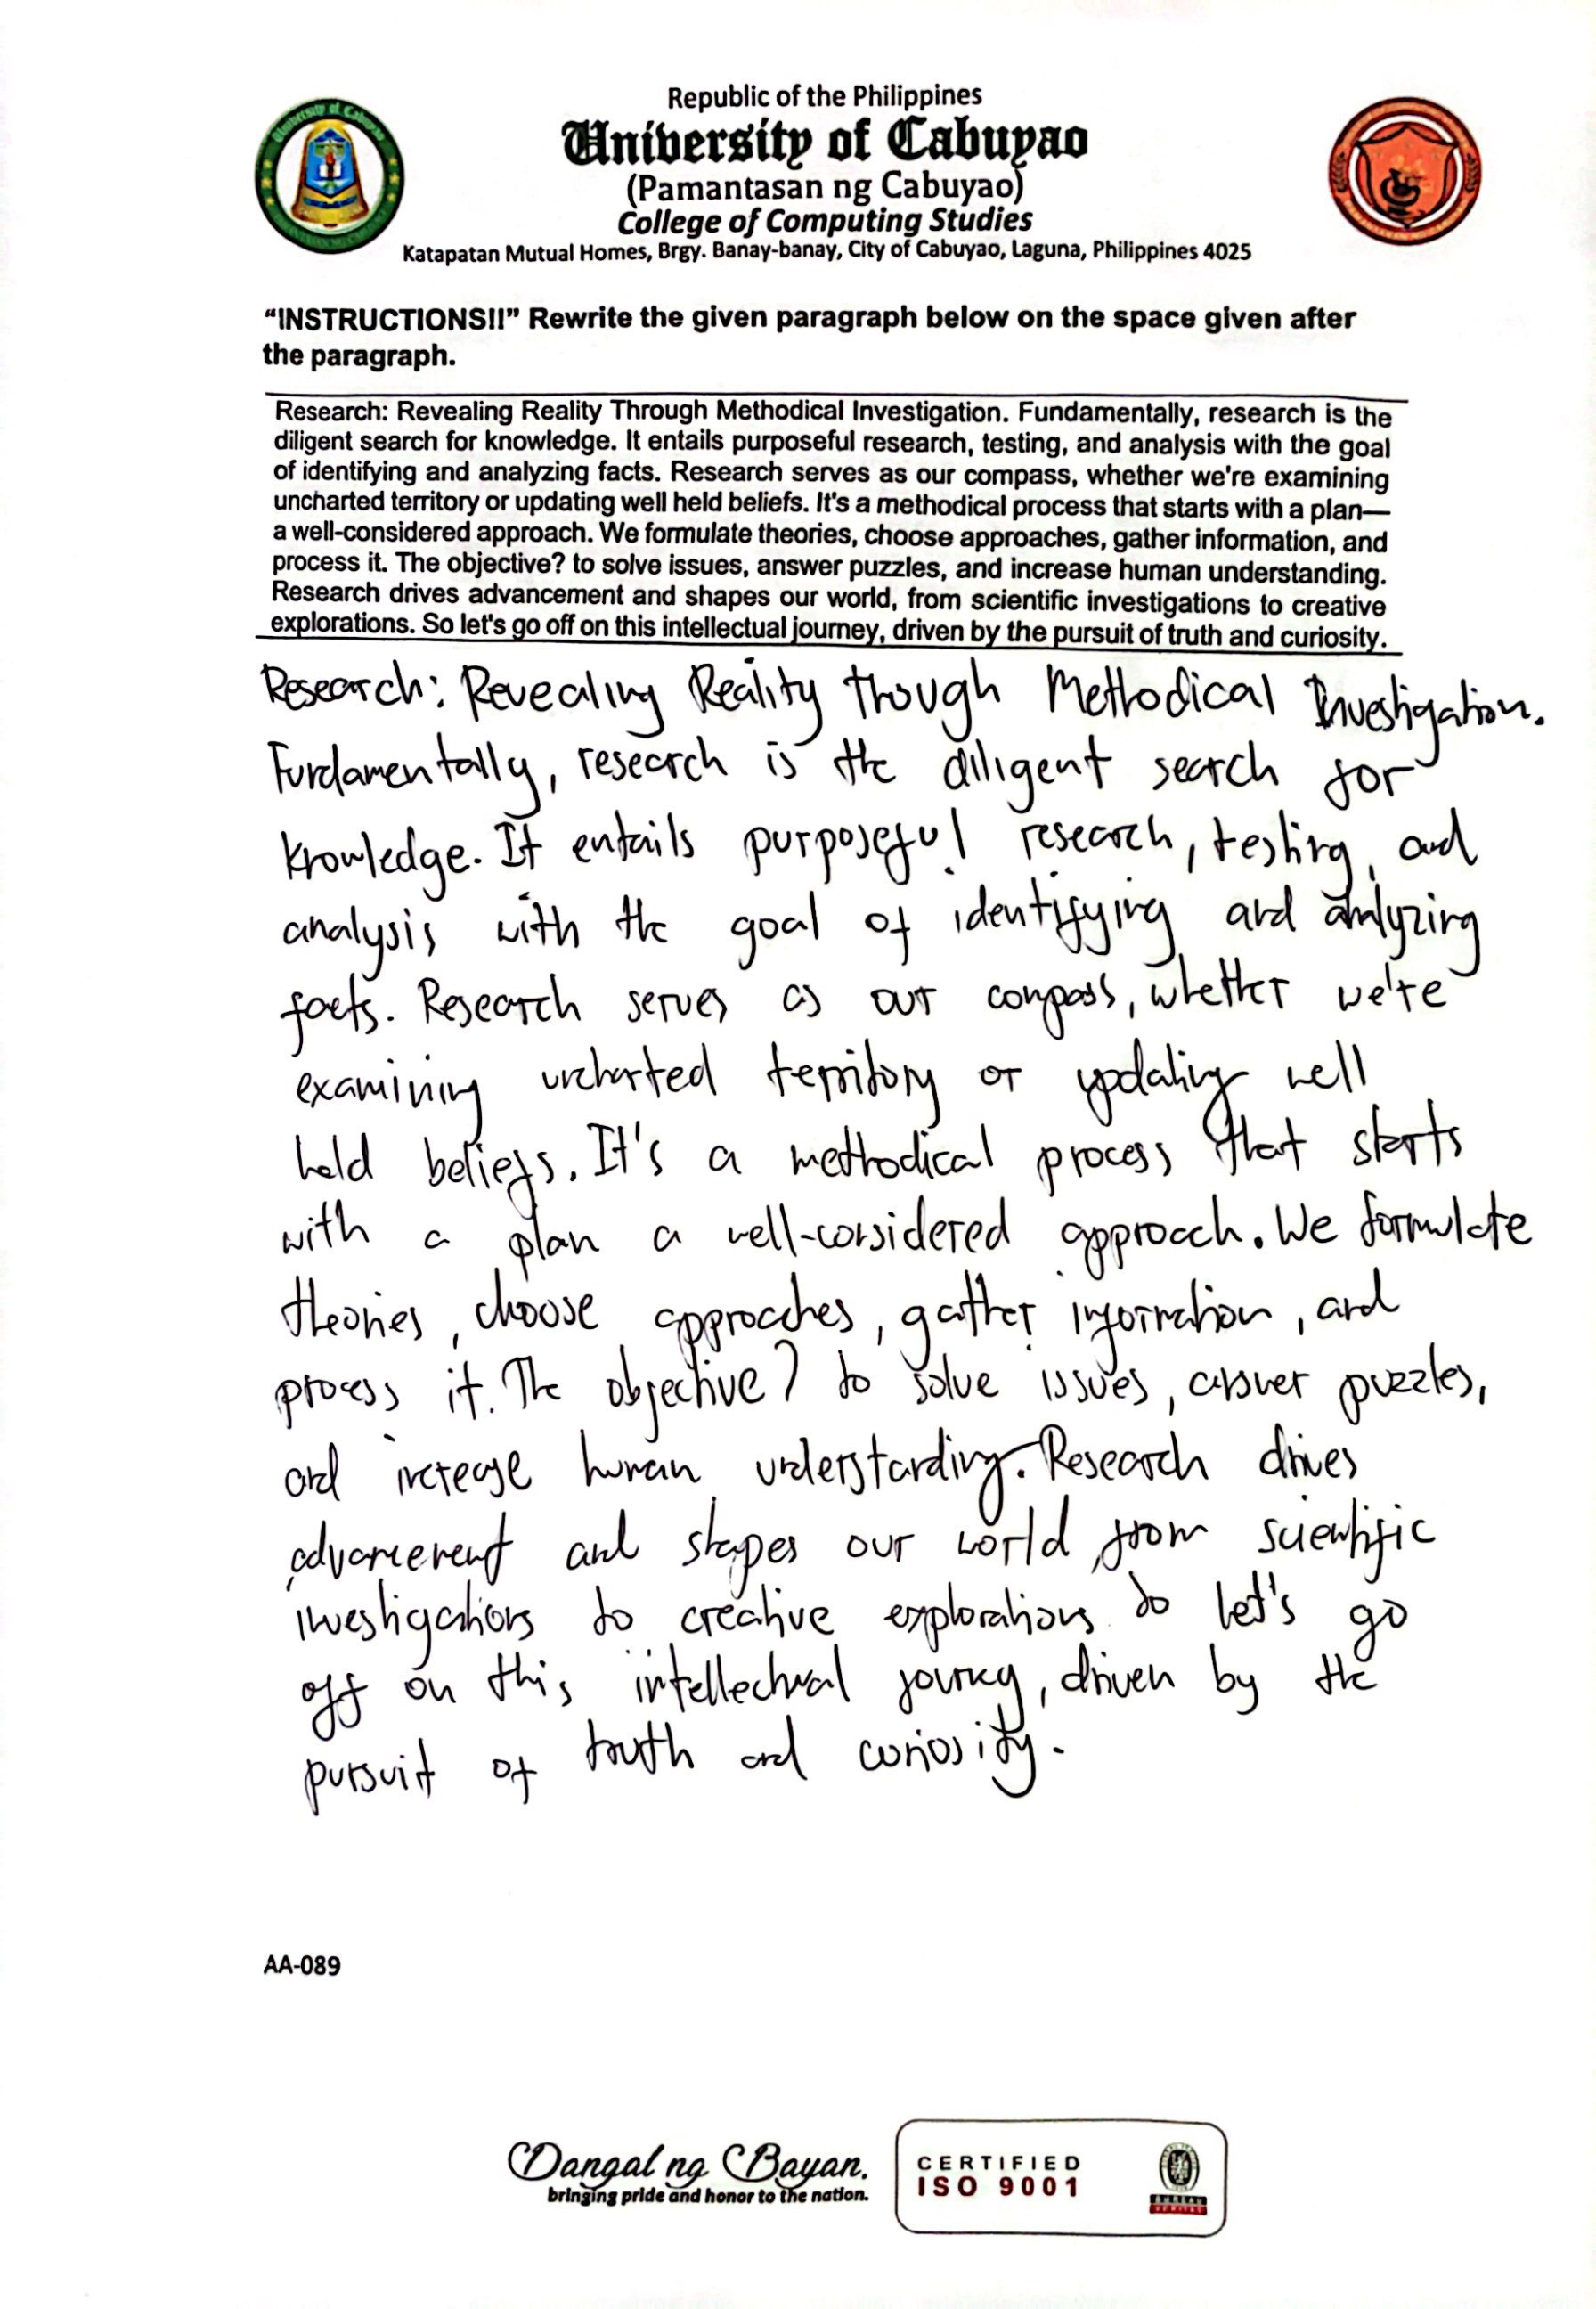 Republic of the Philippines
University of Cabuyao
(Pamantasan ng Cabuyao)
College of Computing Studies
Katapatan Mutual Homes, Brgy. Banay-banay, City of Cabuyao, Laguna, Philippines 4025
University of Cabuyao
“INSTRUCTIONS!!” Rewrite the given paragraph below on the space given after
the paragraph.
Research: Revealing Reality Through Methodical Investigation. Fundamentally, research is the
diligent search for knowledge. It entails purposeful research, testing, and analysis with the goal
of identifying and analyzing facts. Research serves as our compass, whether we're examining
uncharted territory or updating well held beliefs. It's a methodical process that starts with a plan—
a well-considered approach. We formulate theories, choose approaches, gather information, and
process it. The objective? to solve issues, answer puzzles, and increase human understanding.
Research drives advancement and shapes our world, from scientific investigations to creative
explorations. So let's go off on this intellectual journey, driven by the pursuit of truth and curiosity.
Research: Revealing Reality Through Methodical Investigation.
Fundamentally, research is the diligent search for
knowledge. It entails purposeful research, testing, and
analysis with the goal of identifying and analyzing
facts. Research serves as our compass, whether we're
examining uncharted territory or updating well
held beliefs. It's a methodical process that starts
with a plan a well-considered approach. We formulate
theories, choose approaches, gather information, and
process it. The objective? to solve issues, answer puzzles,
and increase human understanding. Research drives
advancement and shapes our world, from scientific
investigations to creative explorations. So let's go
off on this intellectual journey, driven by the
pursuit of truth and curiosity.
AA-089
Dangal ng Bayan.
bringing pride and honor to the nation.
CERTIFIED
ISO 9001
BUREAU
VERITAS